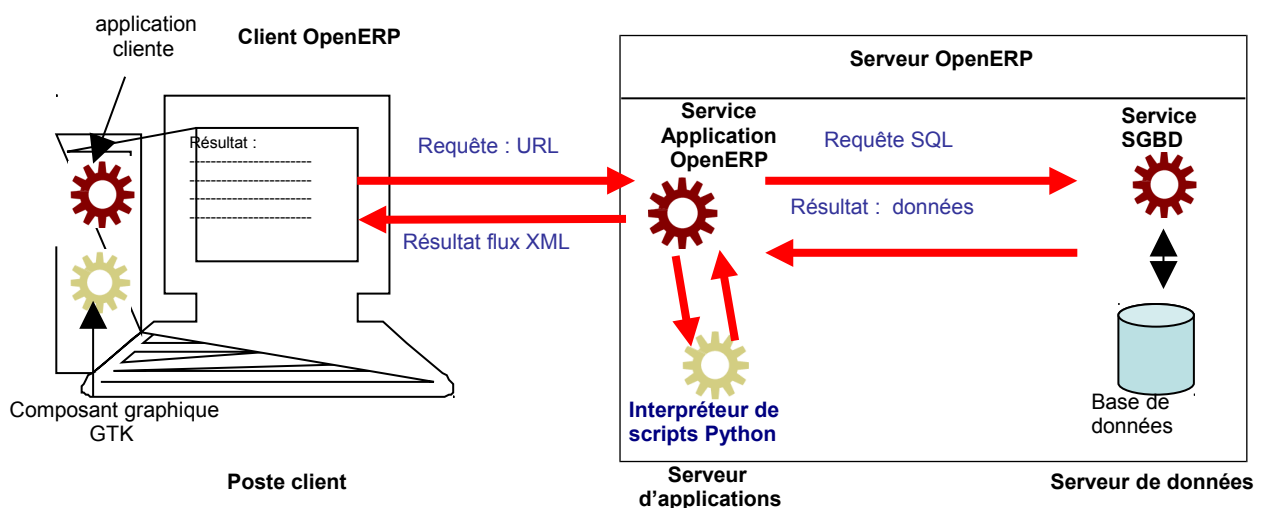 application
cliente
Client OpenERP
Serveur OpenERP
Résultat :
-----------------------
-----------------------
-----------------------
-----------------------
Requête : URL
Résultat flux XML
Service
Application
OpenERP
Requête SQL
Résultat : données
Service
SGBD
Composant graphique
GTK
Interpréteur de
scripts Python
Base de
données
Poste client
Serveur
d'applications
Serveur de données